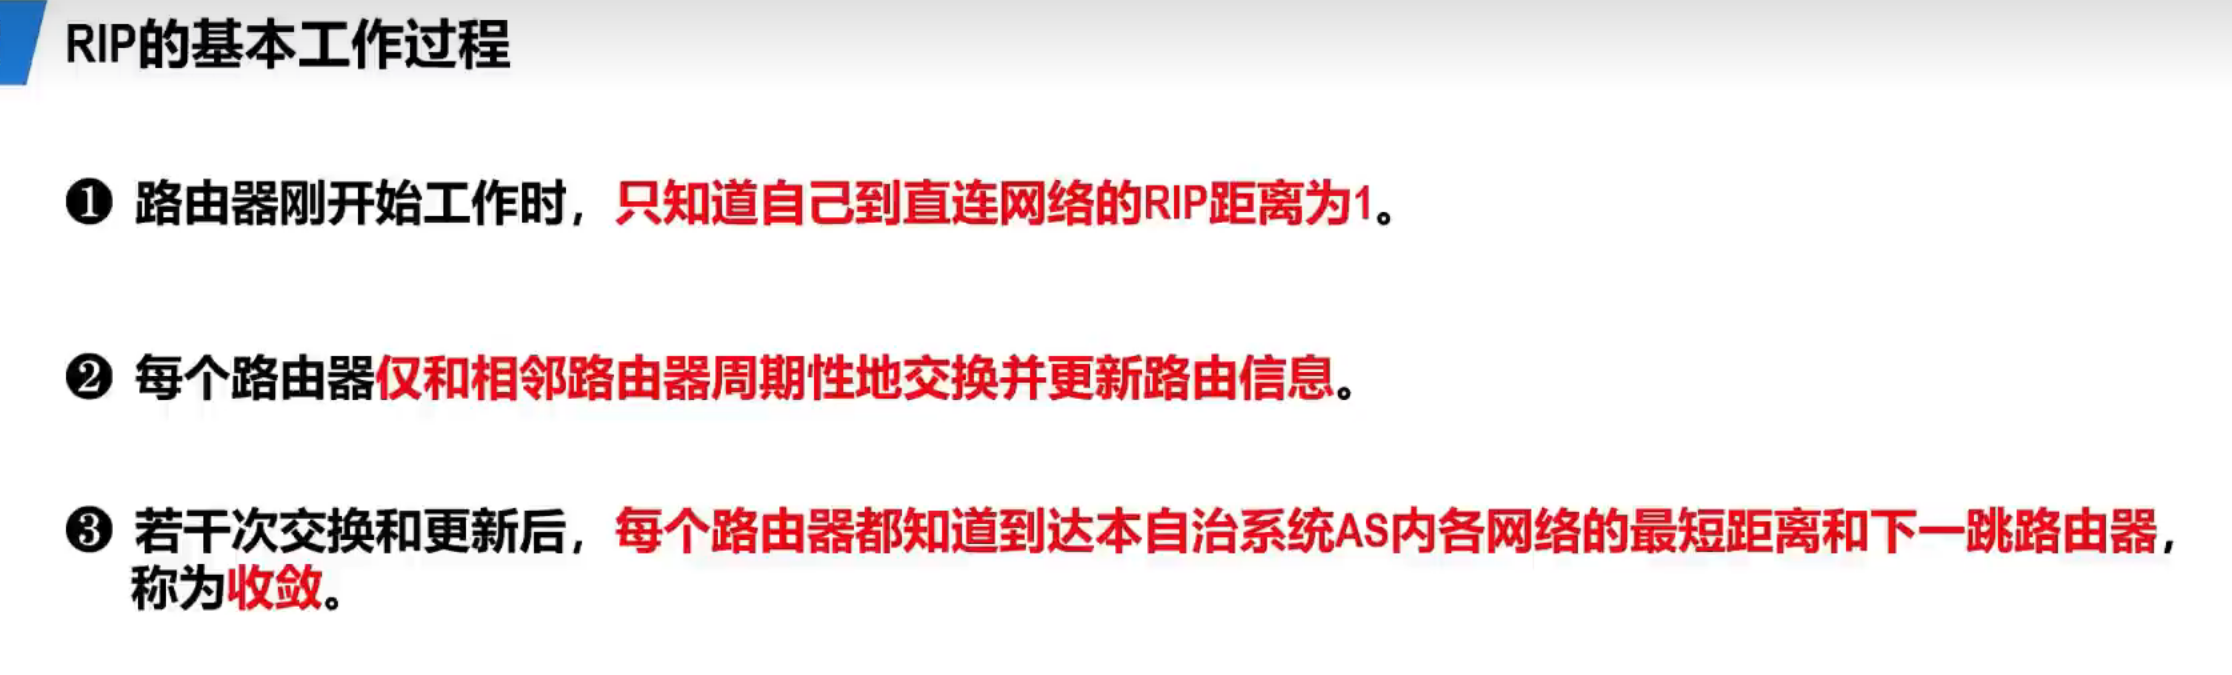 RIP的基本工作过程
❶ 路由器刚开始工作时，只知道自己到直连网络的RIP距离为1。
❷ 每个路由器仅和相邻路由器周期性地交换并更新路由信息。
❸ 若干次交换和更新后，每个路由器都知道到达本自治系统AS内各网络的最短距离和下一跳路由器，
称为收敛。